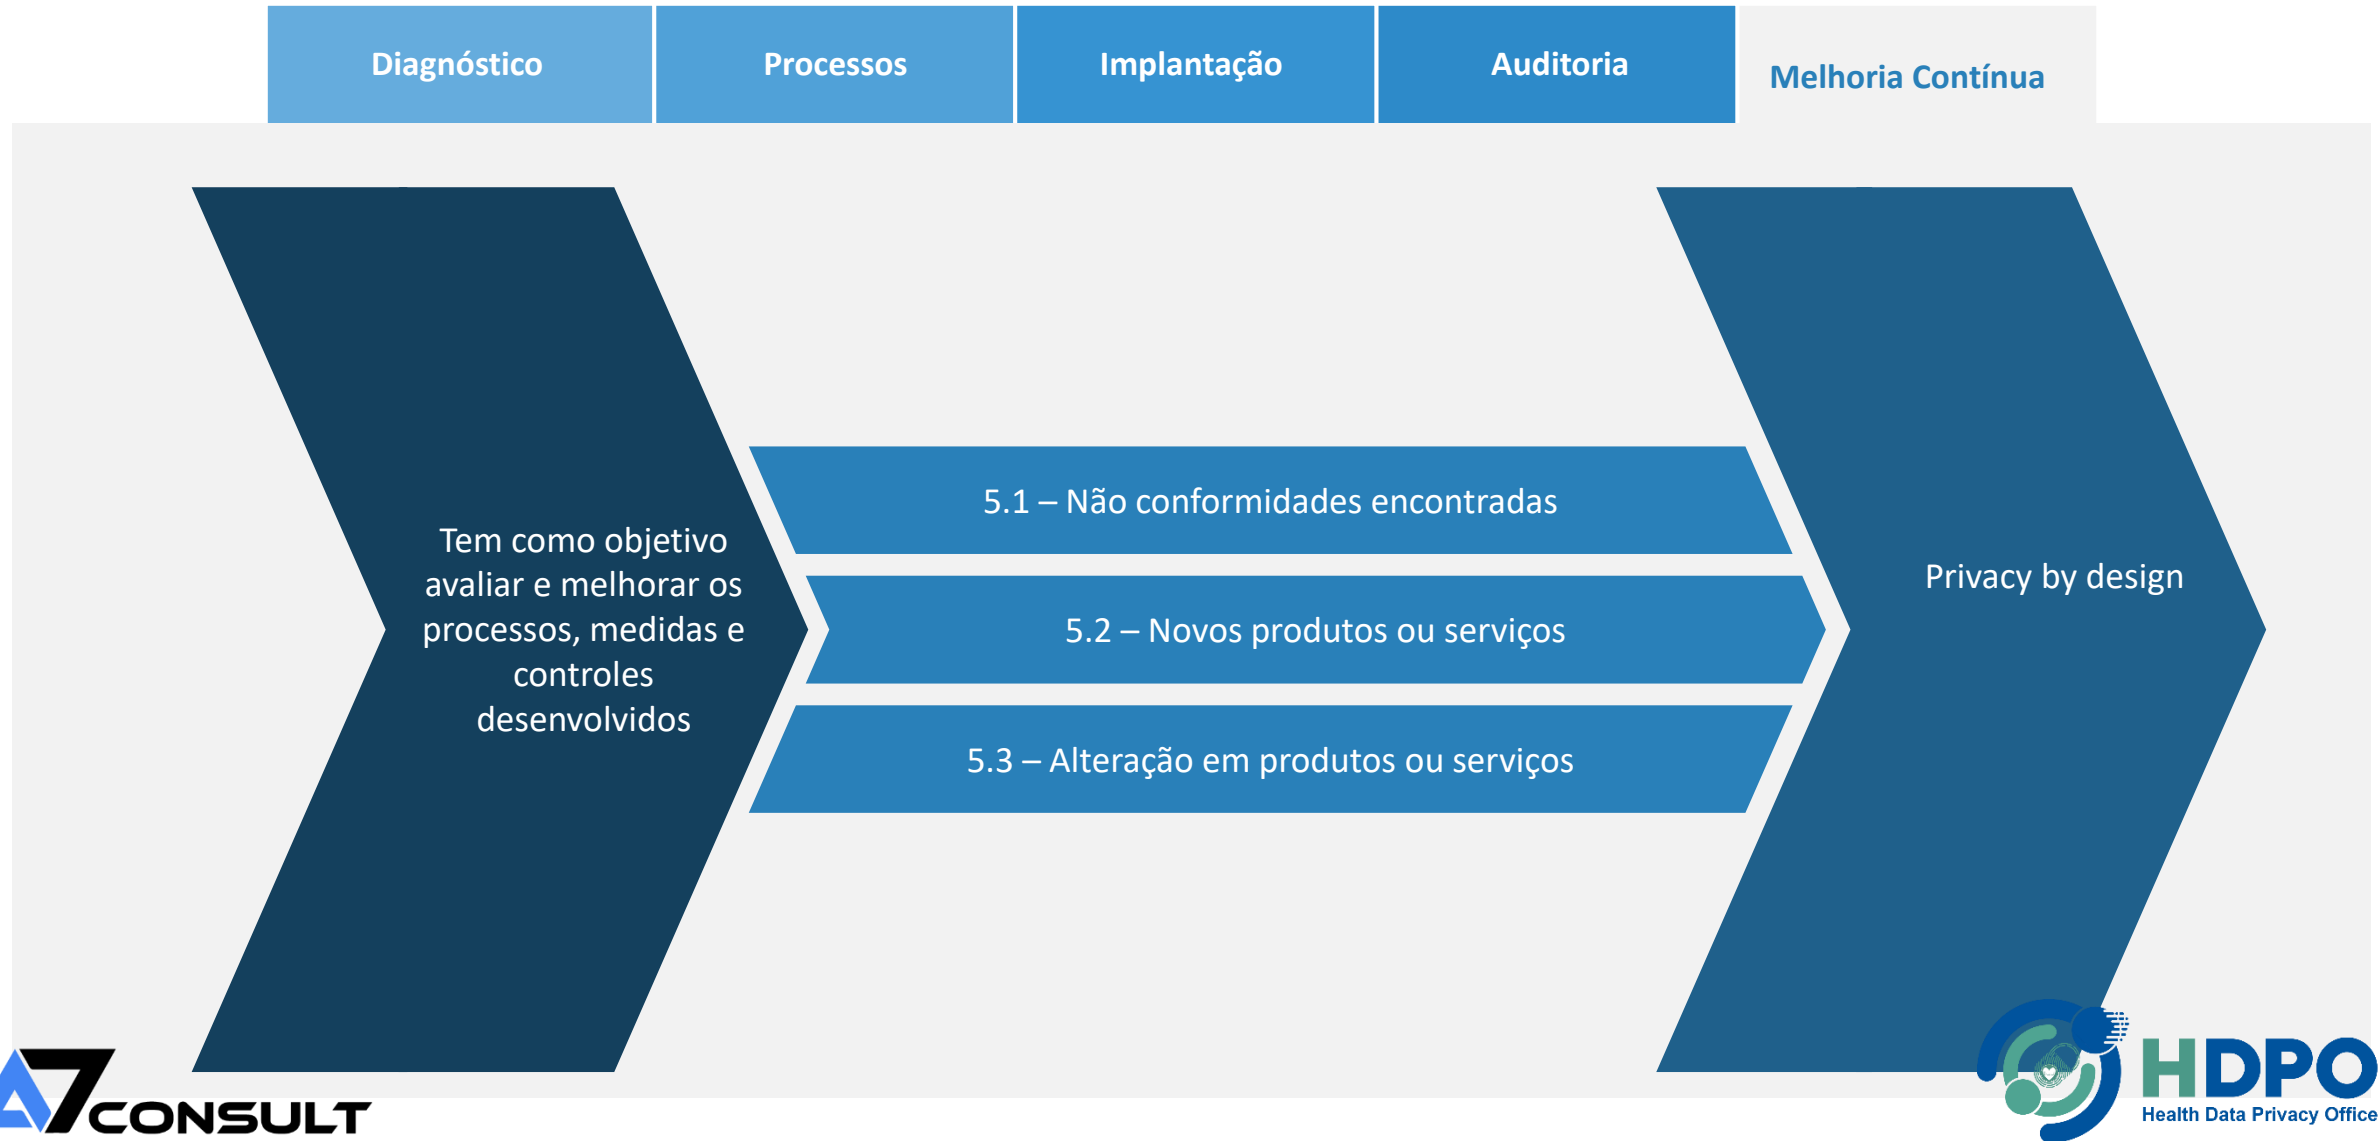 Diagnóstico
Processos
Implantação
Auditoria
Melhoria Contínua
Tem como objetivo
avaliar e melhorar os
processos, medidas e
controles
desenvolvidos
5.1 – Não conformidades encontradas
5.2 – Novos produtos ou serviços
5.3 – Alteração em produtos ou serviços
Privacy by design
A7CONSULT
HDPO
Health Data Privacy Office